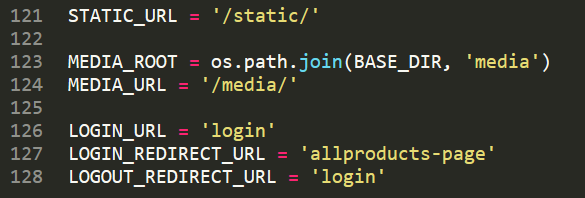 121 STATIC_URL = '/static/'
122
123 MEDIA_ROOT = os.path.join(BASE_DIR, 'media')
124 MEDIA_URL = '/media/'
125
126 LOGIN_URL = 'login'
127 LOGIN_REDIRECT_URL = 'allproducts-page'
128 LOGOUT_REDIRECT_URL = 'login'